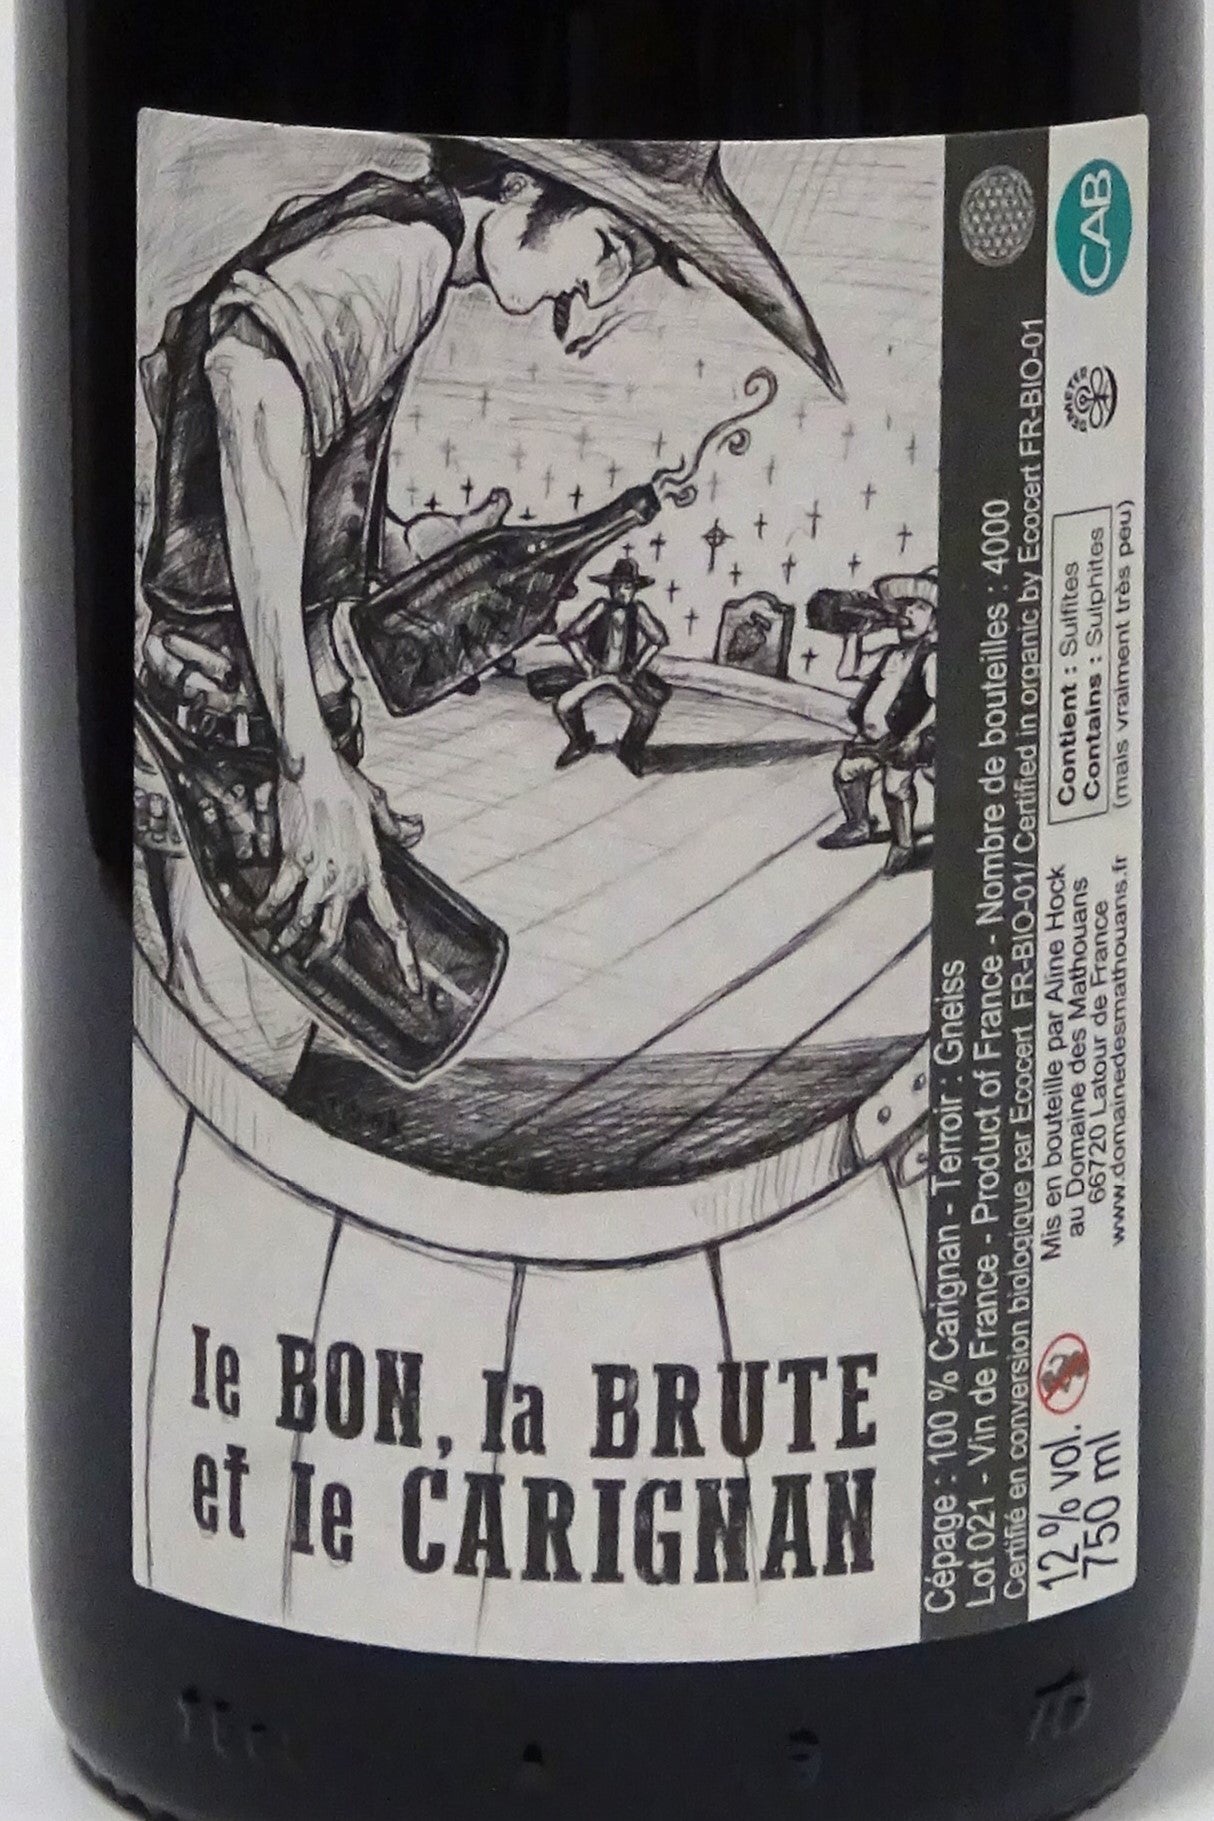 le BON, la BRUTE
et le CARIGNAN
Cépage : 100 % Carignan - Terroir : Gneiss
Lot 021 - Vin de France - Product of France - Nombre de bouteilles : 4000
Certifié en conversion biologique par Ecocert FR-BIO-01/ Certified in organic by Ecocert FR-BIO-01
12 % vol.
750 ml
Mis en bouteille par Aline Hock
au Domaine des Mathouans
66720 Latour de France
www.domainedesmathouans.fr
Contient : Sulfites
Contains : Sulphites
(mais vraiment très peu)
CAB